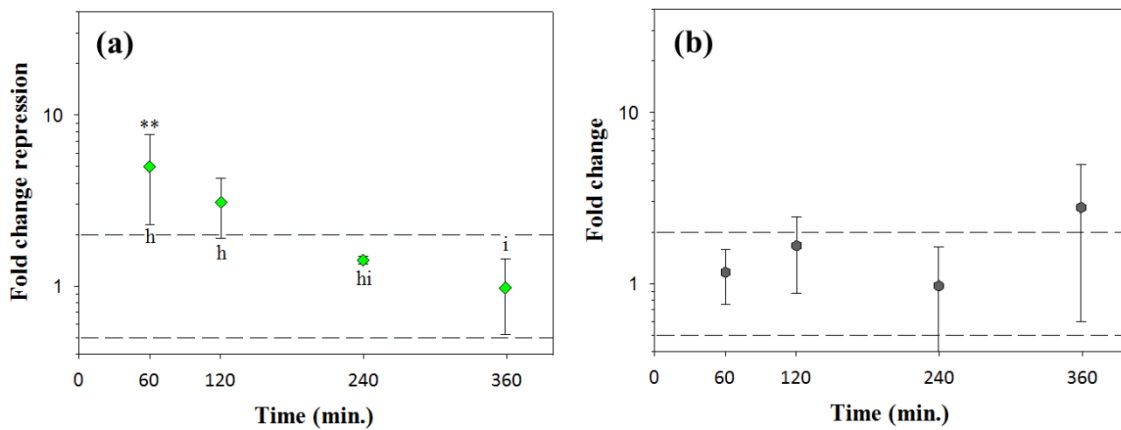 (a)
Fold change repression
10
1
**
h
h
hi
i
0 60 120 240 360
Time (min.)
(b)
Fold change
10
1
0 60 120 240 360
Time (min.)